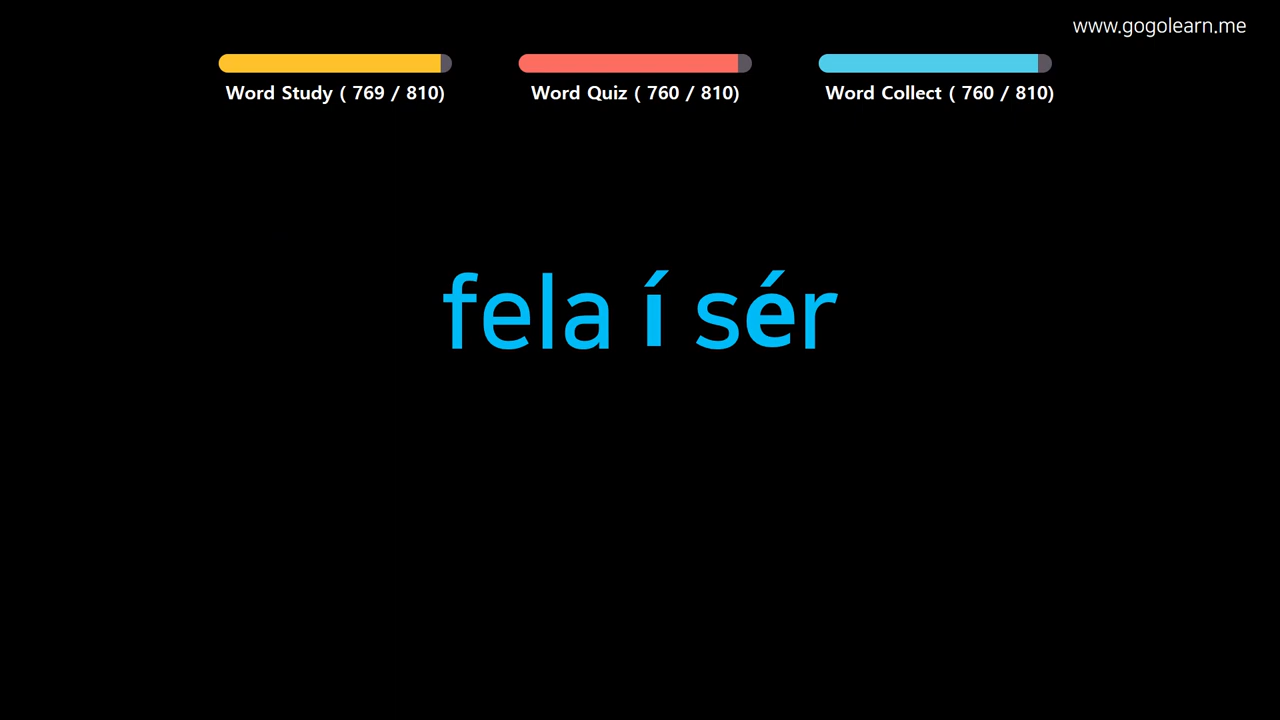 www.gogolearn.me
Word Study ( 769 / 810)
Word Quiz ( 760 / 810)
Word Collect ( 760 / 810)
fela í sér